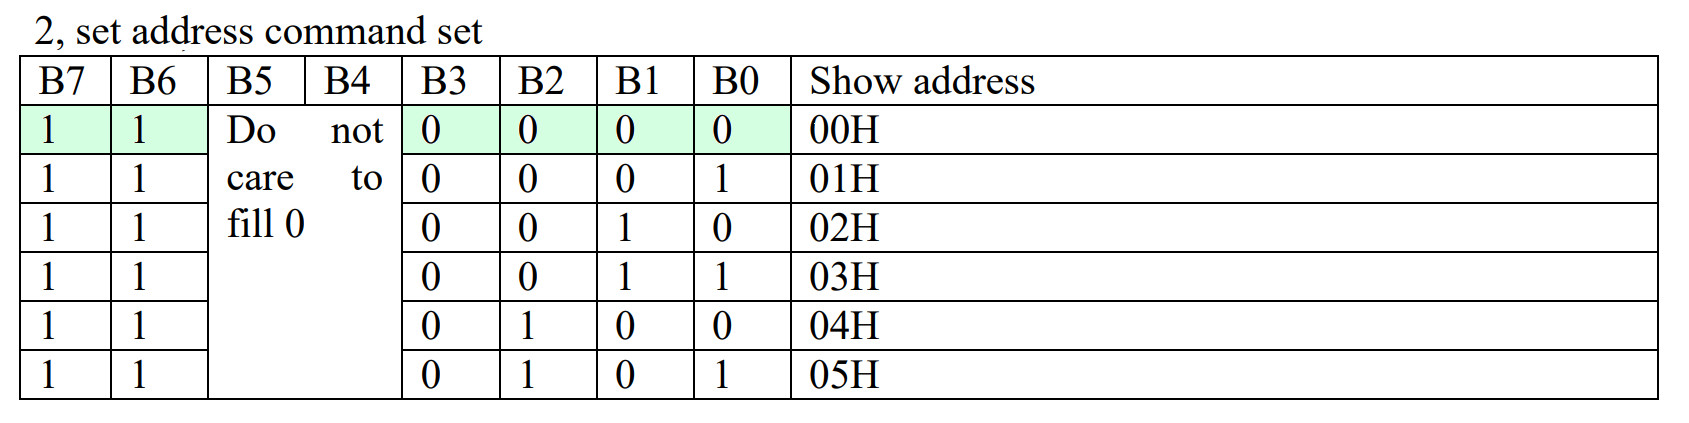 2, set address command set
B7 B6 B5 B4 B3 B2 B1 B0 Show address
1 1 Do not 0 0 0 0 00H
1 1 care to 0 0 0 1 01H
1 1 fill 0 0 0 1 0 02H
1 1 0 0 1 1 03H
1 1 0 1 0 0 04H
1 1 0 1 0 1 05H